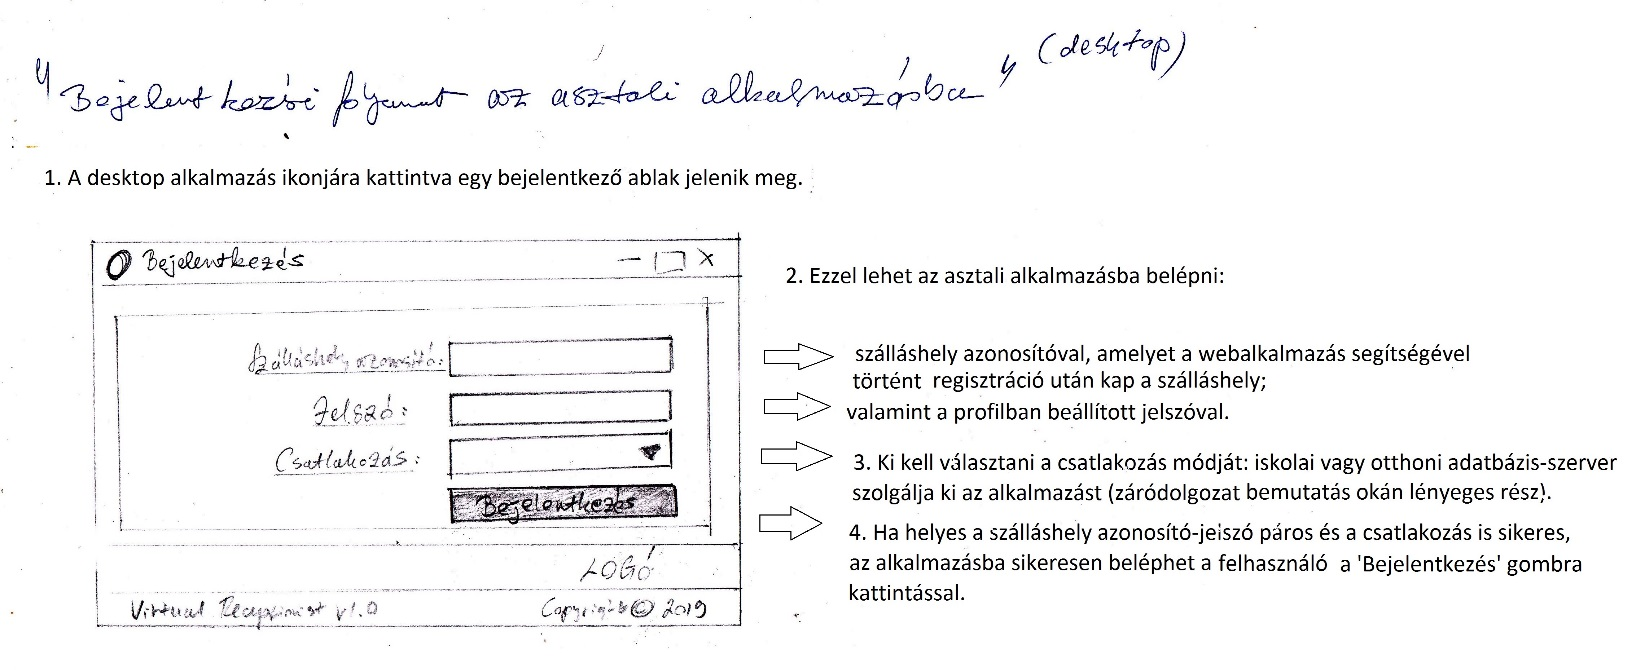 "Bejelentkezési folyamat az asztali alkalmazásba" (desktop)
1. A desktop alkalmazás ikonjára kattintva egy bejelentkező ablak jelenik meg.
Bejelentkezés
2. Ezzel lehet az asztali alkalmazásba belépni:
Szálláshely azonosító:
szálláshely azonosítóval, amelyet a webalkalmazás segítségével
történt regisztráció után kap a szálláshely;
Jelszó:
valamint a profilban beállított jelszóval.
Csatlakozás:
3. Ki kell választani a csatlakozás módját: iskolai vagy otthoni adatbázis-szerver
szolgálja ki az alkalmazást (záródolgozat bemutatás okán lényeges rész).
Bejelentkezés
4. Ha helyes a szálláshely azonosító-jelszó páros és a csatlakozás is sikeres,
az alkalmazásba sikeresen beléphet a felhasználó a 'Bejelentkezés' gombra
kattintással.
LOGÓ
Virtual Receptionist v1.0
Copyright © 2019